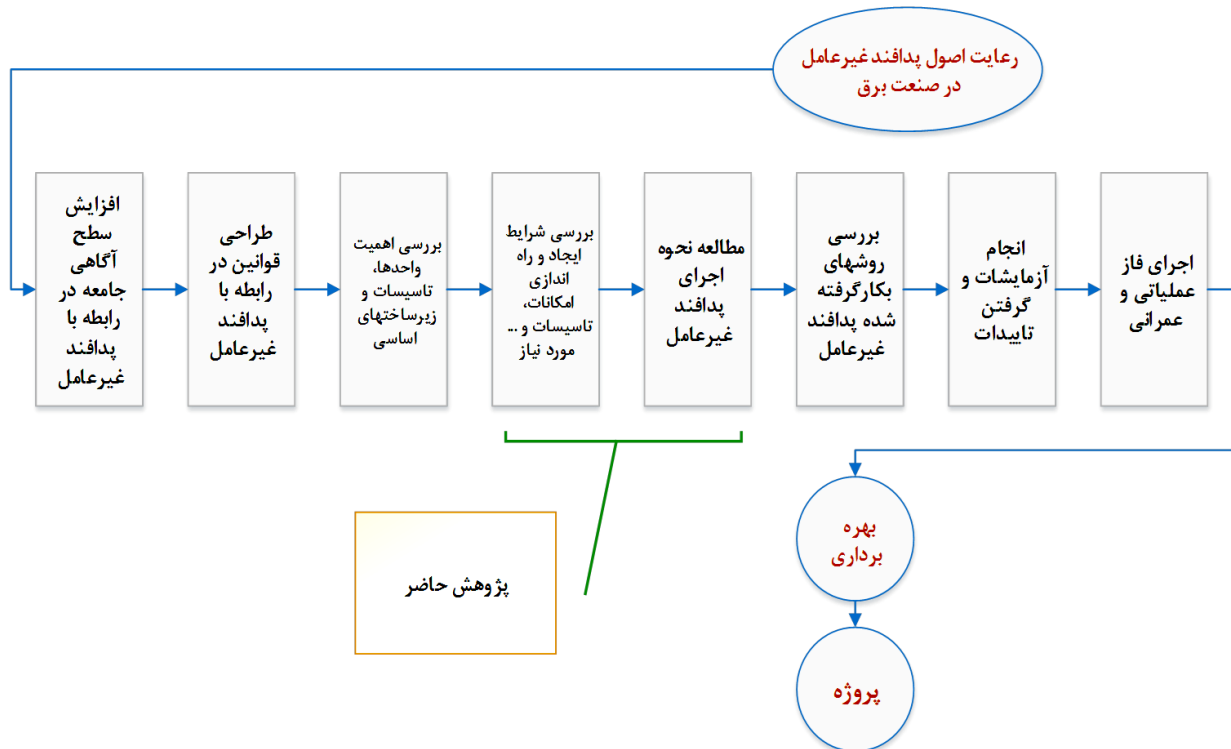 رعایت اصول پدافند غیرعامل
در صنعت برق
افزایش
سطح
آگاهی
جامعه در
رابطه با
پدافند
غیرعامل
طراحی
قوانین در
رابطه با
پدافند
غیرعامل
بررسی اهمیت
واحدها،
تاسیسات و
زیرساختهای
اساسی
بررسی شرایط
ایجاد و راه
اندازی
امکانات،
تاسیسات و ...
مورد نیاز
مطالعه نحوه
اجرای
پدافند
غیرعامل
بررسی
روشهای
بکارگرفته
شده پدافند
غیرعامل
انجام
آزمایشات و
گرفتن
تاییدات
اجرای فاز
عملیاتی و
عمرانی
پژوهش حاضر
بهره
برداری
پروژه